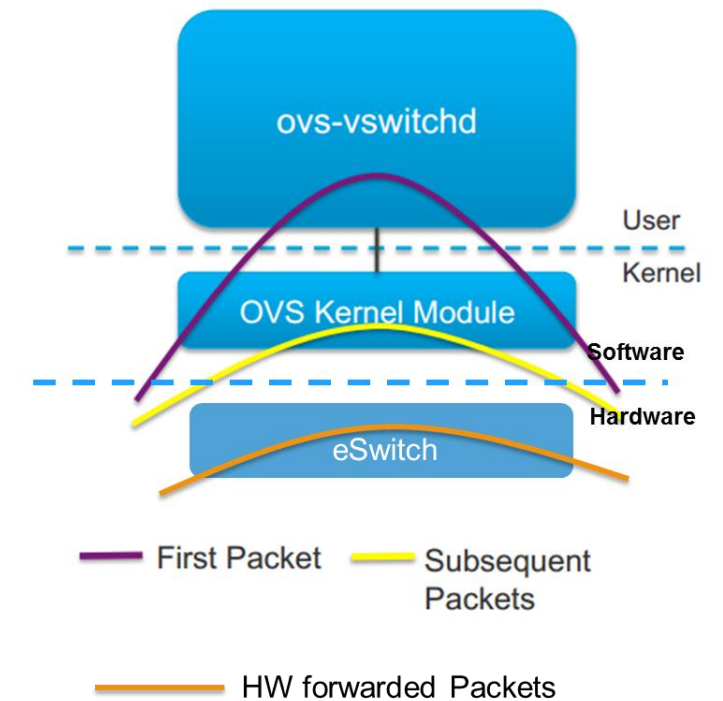 ovs-vswitchd
User
Kernel
OVS Kernel Module
Software
Hardware
eSwitch
First Packet
Subsequent
Packets
HW forwarded Packets